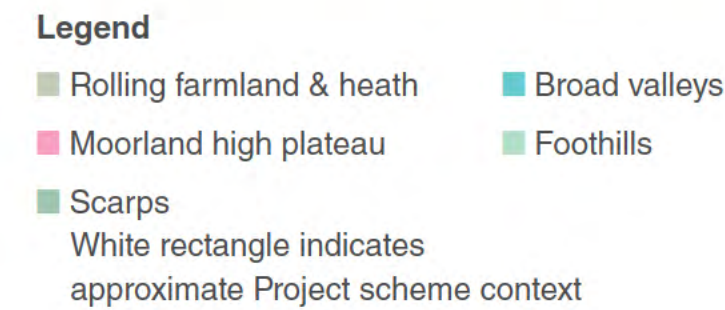 Legend
Rolling farmland & heath
Broad valleys
Moorland high plateau
Foothills
Scarps
White rectangle indicates
approximate Project scheme context